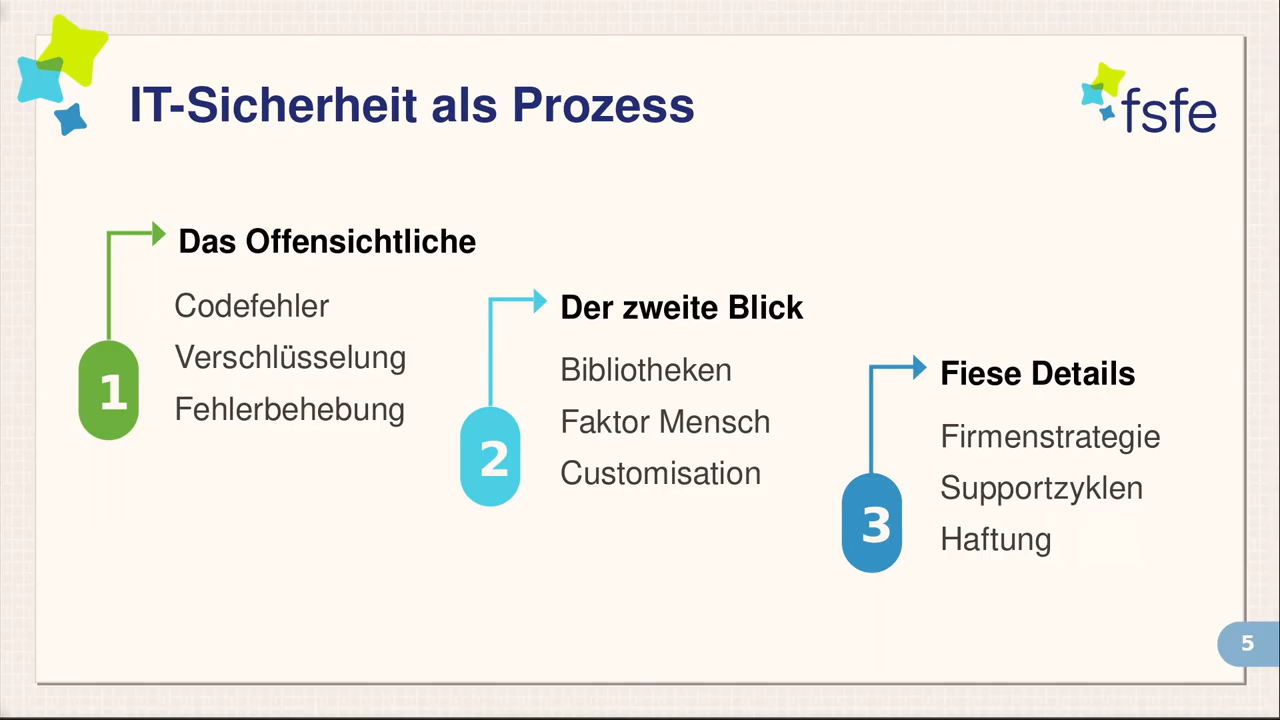 IT-Sicherheit als Prozess
fsfe
1
Das Offensichtliche
Codefehler
Verschlüsselung
Fehlerbehebung
2
Der zweite Blick
Bibliotheken
Faktor Mensch
Customisation
3
Fiese Details
Firmenstrategie
Supportzyklen
Haftung
5